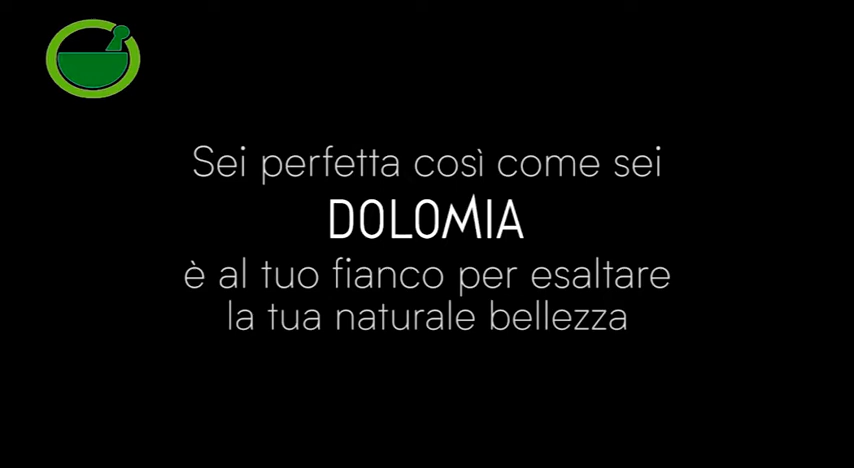 Sei perfetta così come sei
DOLOMIA
è al tuo fianco per esaltare
la tua naturale bellezza